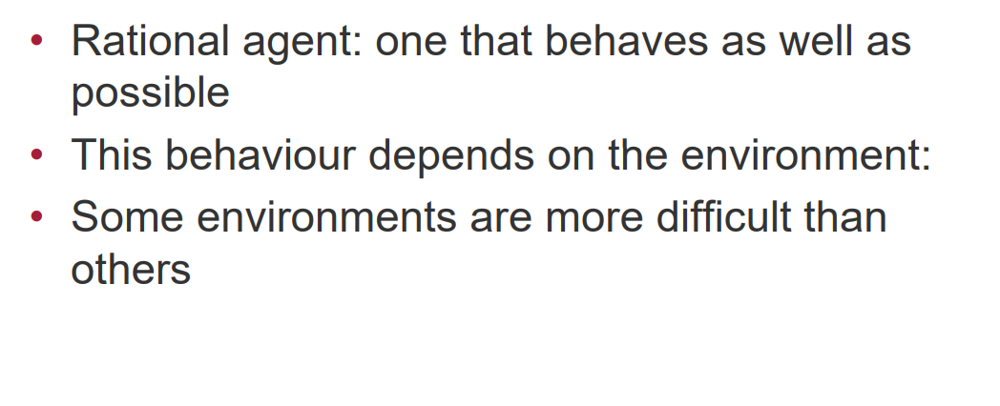 • Rational agent: one that behaves as well as
possible
• This behaviour depends on the environment:
• Some environments are more difficult than
others